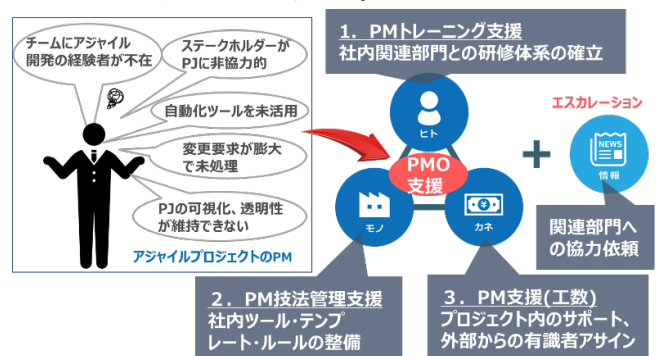 チームにアジャイル
開発の経験者が不在
ステークホルダーが
PJに非協力的
自動化ツールを未活用
変更要求が膨大
で未処理
PJの可視化、透明性
が維持できない
アジャイルプロジェクトのPM
1．PMトレーニング支援
社内関連部門との研修体系の確立
ヒト
PMO
支援
モノ
カネ
エスカレーション
NEWS
情報
関連部門へ
の協力依頼
2．PM技法管理支援
社内ツール・テンプ
レート・ルールの整備
3．PM支援(工数)
プロジェクト内のサポート、
外部からの有識者アサイン